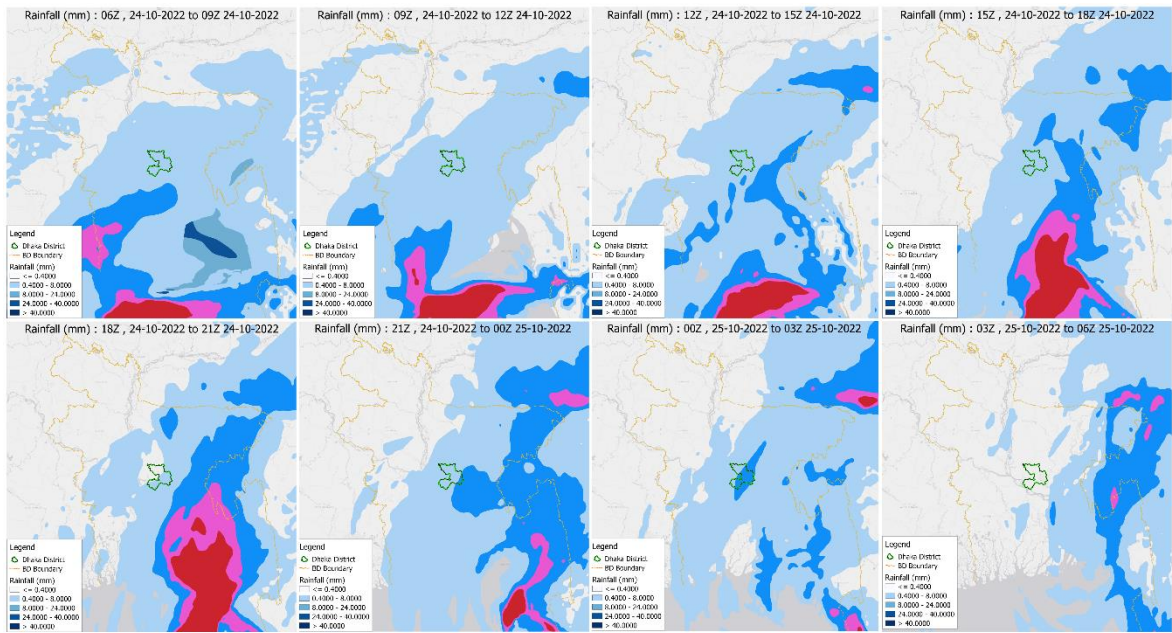 Rainfall (mm) : 06Z , 24-10-2022 to 09Z 24-10-2022
Legend
Dhaka District
BD Boundary
Rainfall (mm)
<= 0.4000
0.4000 - 8.0000
8.0000 - 24.0000
24.0000 - 40.0000
> 40.0000
Rainfall (mm) : 09Z, 24-10-2022 to 12Z 24-10-2022
Legend
Dhaka District
BD Boundary
Rainfall (mm)
<= 0.4000
0.4000 - 8.0000
8.0000 - 24.0000
24.0000 - 40.0000
> 40.0000
Rainfall (mm) : 12Z, 24-10-2022 to 15Z 24-10-2022
Legend
Dhaka District
BD Boundary
Rainfall (mm)
<= 0.4000
0.4000 - 8.0000
8.0000 - 24.0000
24.0000 - 40.0000
> 40.0000
Rainfall (mm) : 15Z, 24-10-2022 to 18Z 24-10-2022
Legend
Dhaka District
BD Boundary
Rainfall (mm)
<= 0.4000
0.4000 - 8.0000
8.0000 - 24.0000
24.0000 - 40.0000
> 40.0000
Rainfall (mm) : 18Z, 24-10-2022 to 21Z 24-10-2022
Legend
Dhaka District
BD Boundary
Rainfall (mm)
<= 0.4000
0.4000 - 8.0000
8.0000 - 24.0000
24.0000 - 40.0000
> 40.0000
Rainfall (mm) : 21Z, 24-10-2022 to 00Z 25-10-2022
Legend
Dhaka District
BD Boundary
Rainfall (mm)
<= 0.4000
0.4000 - 8.0000
8.0000 - 24.0000
24.0000 - 40.0000
> 40.0000
Rainfall (mm) : 00Z, 25-10-2022 to 03Z 25-10-2022
Legend
Dhaka District
BD Boundary
Rainfall (mm)
<= 0.4000
0.4000 - 8.0000
8.0000 - 24.0000
24.0000 - 40.0000
> 40.0000
Rainfall (mm) : 03Z, 25-10-2022 to 06Z 25-10-2022
Legend
Dhaka District
BD Boundary
Rainfall (mm)
<= 0.4000
0.4000 - 8.0000
8.0000 - 24.0000
24.0000 - 40.0000
> 40.0000